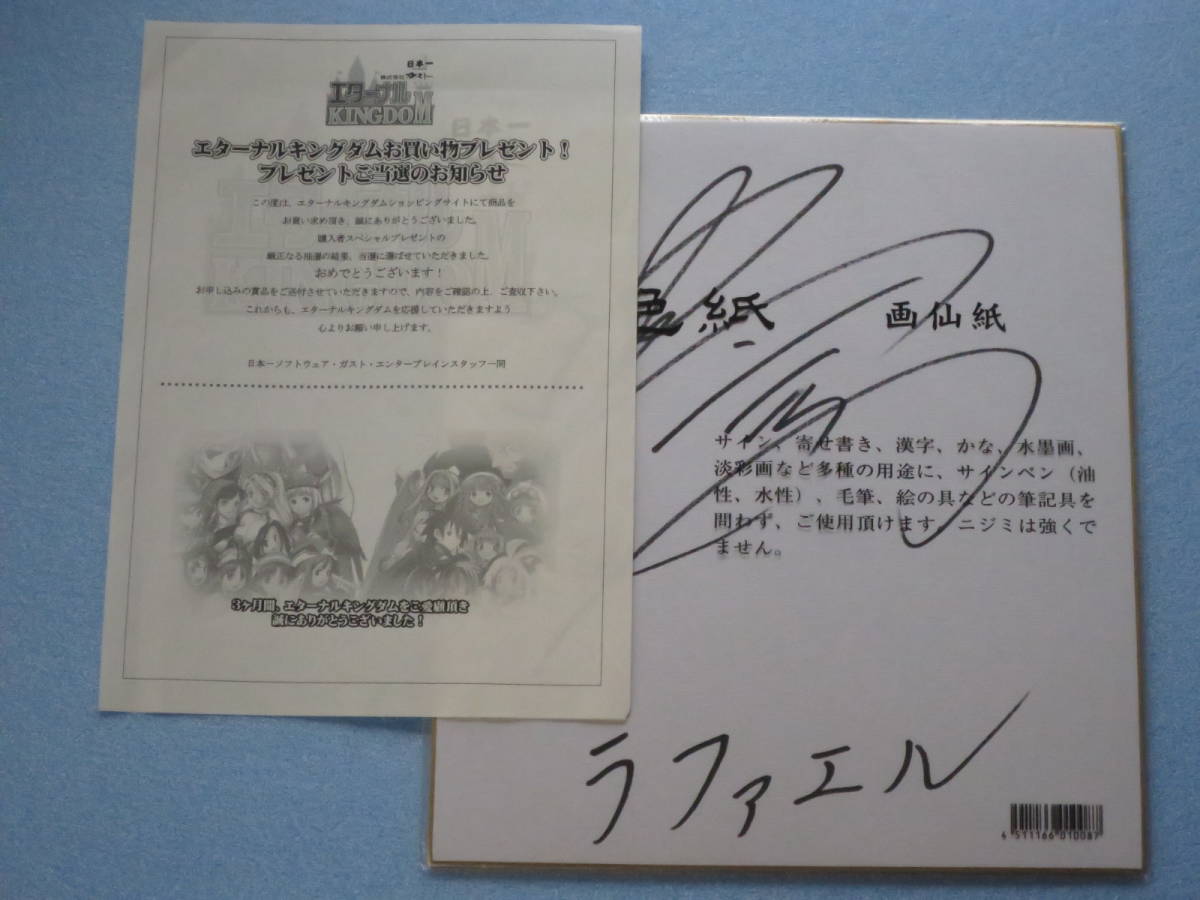 日本一
株式会社 ガスト
エターナル
KINGDOM
エターナルキングダムお買い物プレゼント！
プレゼントご当選のお知らせ
この度は、エターナルキングダムショッピングサイトにて商品を
お買い求め頂き、誠にありがとうございました。
購入者スペシャルプレゼントの
厳正なる抽選の結果、当選に選ばせていただきました。
おめでとうございます！
お申し込みの賞品をご送付させていただきますので、内容をご確認の上、ご査収下さい。
これからも、エターナルキングダムを応援していただきますよう
心よりお願い申し上げます。
日本一ソフトウェア・ガスト・エンターブレインスタッフ一同
3ヶ月間、エターナルキングダムをご愛顧頂き
誠にありがとうございました！
色紙
画仙紙
サイン、寄せ書き、漢字、かな、水墨画、
淡彩画など多種の用途に、サインペン（油
性、水性）、毛筆、絵の具などの筆記具を
問わず、ご使用頂けます。ニジミは強くで
ません。
ラファエル
6 511166 010087